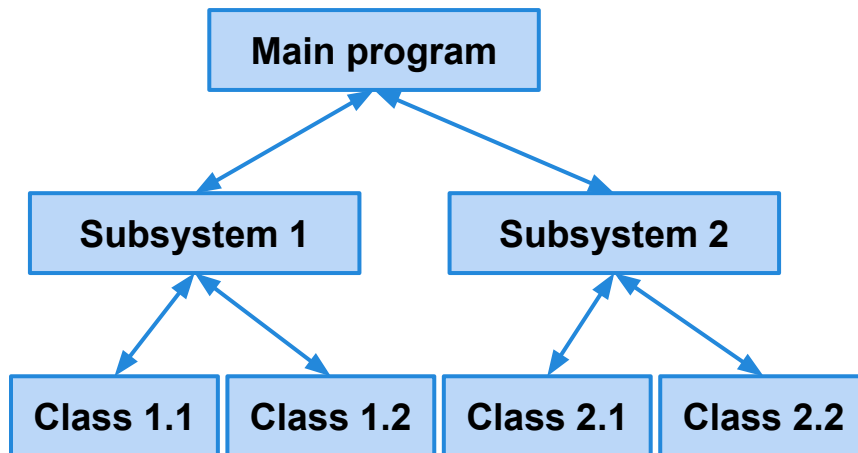 Main program
Subsystem 1
Subsystem 2
Class 1.1
Class 1.2
Class 2.1
Class 2.2